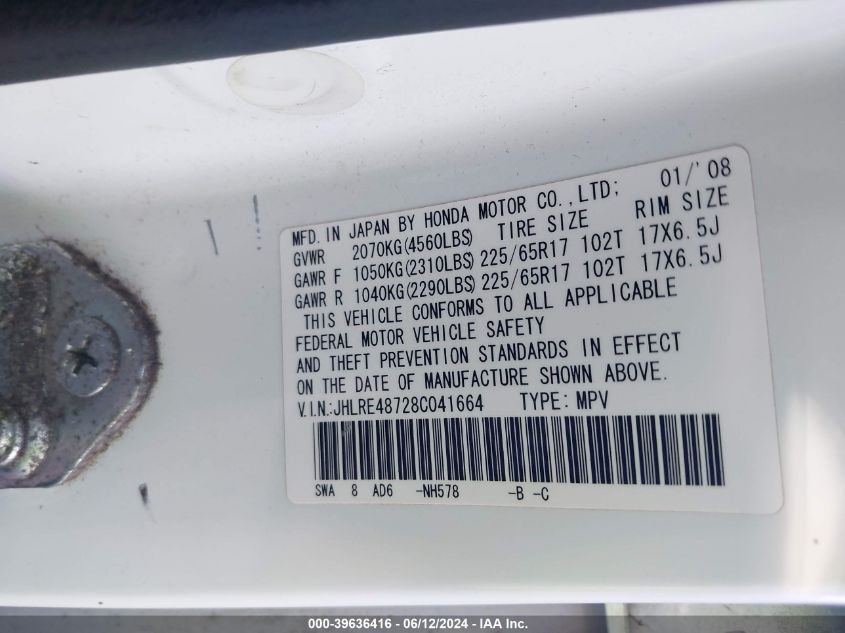 MFD. IN JAPAN BY HONDA MOTOR CO.,LTD; 01/'08
GVWR 2070KG(4560LBS) TIRE SIZE RIM SIZE
GAWR F 1050KG(2310LBS) 225/65R17 102T 17X6.5J
GAWR R 1040KG(2290LBS) 225/65R17 102T 17X6.5J
THIS VEHICLE CONFORMS TO ALL APPLICABLE
FEDERAL MOTOR VEHICLE SAFETY
AND THEFT PREVENTION STANDARDS IN EFFECT
ON THE DATE OF MANUFACTURE SHOWN ABOVE.
V.I.N.:JHLRE48728C041664 TYPE: MPV
SWA 8 AD6 -NH578 -B -C
000-39636416 - 06/12/2024 - IAA Inc.